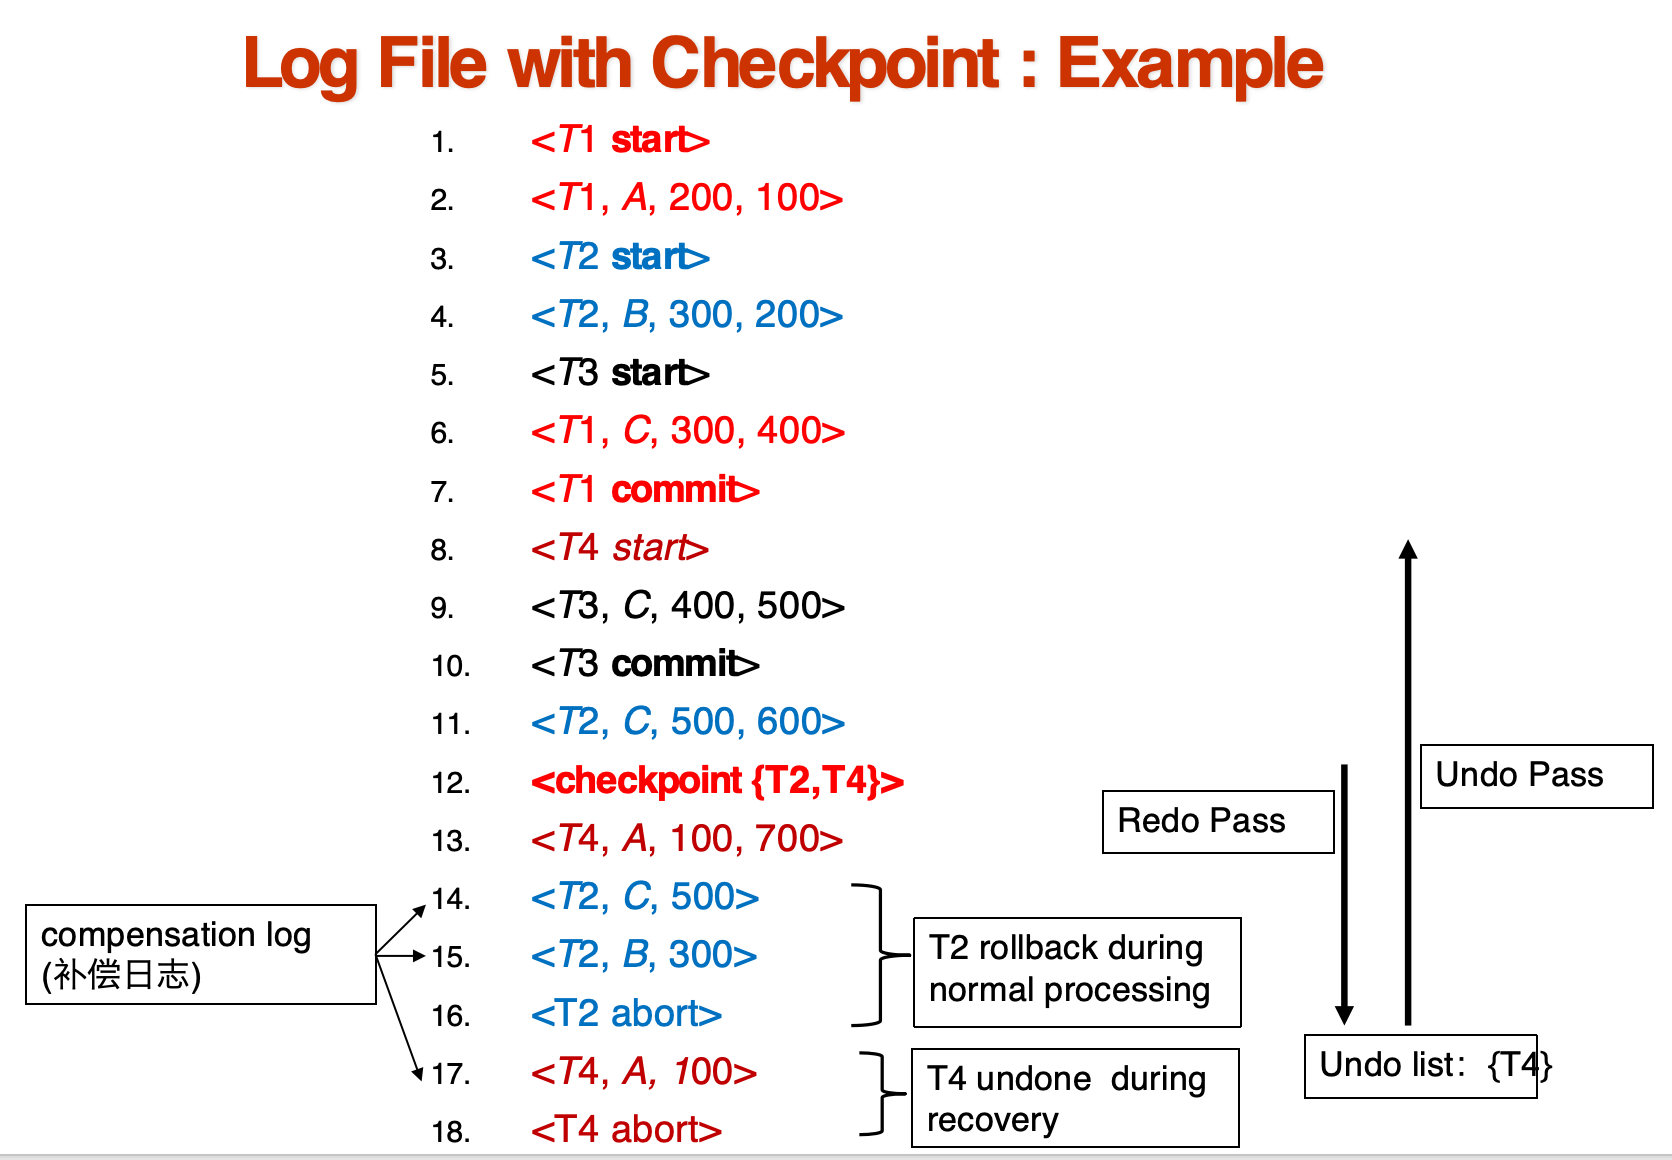 Log File with Checkpoint : Example
1. <T1 start>
2. <T1, A, 200, 100>
3. <T2 start>
4. <T2, B, 300, 200>
5. <T3 start>
6. <T1, C, 300, 400>
7. <T1 commit>
8. <T4 start>
9. <T3, C, 400, 500>
10. <T3 commit>
11. <T2, C, 500, 600>
12. <checkpoint {T2,T4}>
13. <T4, A, 100, 700>
14. <T2, C, 500>
15. <T2, B, 300>
16. <T2 abort>
17. <T4, A, 100>
18. <T4 abort>
compensation log
(补偿日志)
T2 rollback during
normal processing
T4 undone during
recovery
Redo Pass
Undo Pass
Undo list: {T4}